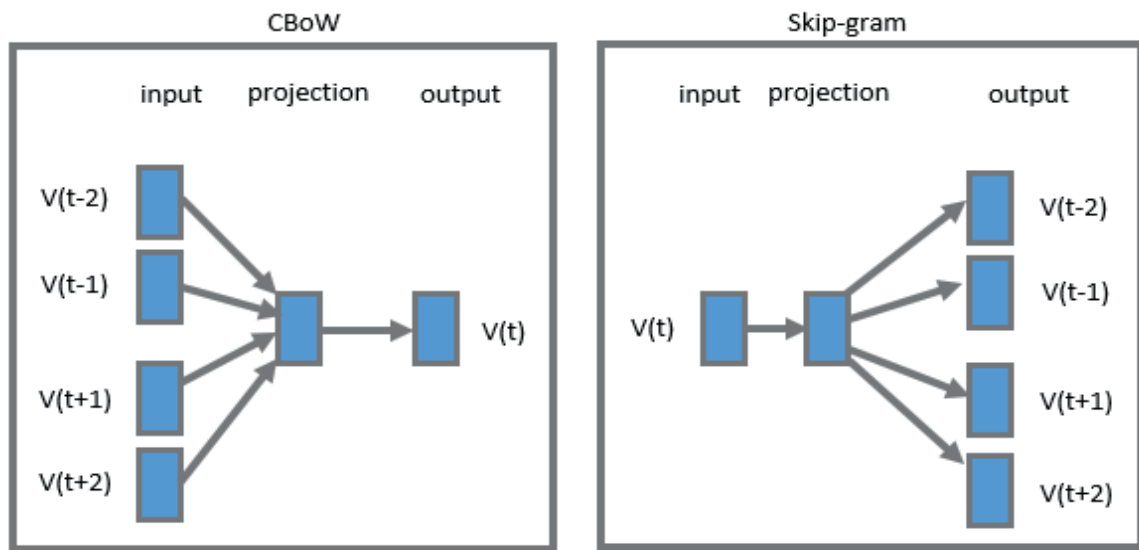 CBoW
input projection output
V(t-2)
V(t-1)
V(t)
V(t+1)
V(t+2)
Skip-gram
input projection output
V(t-2)
V(t-1)
V(t)
V(t+1)
V(t+2)